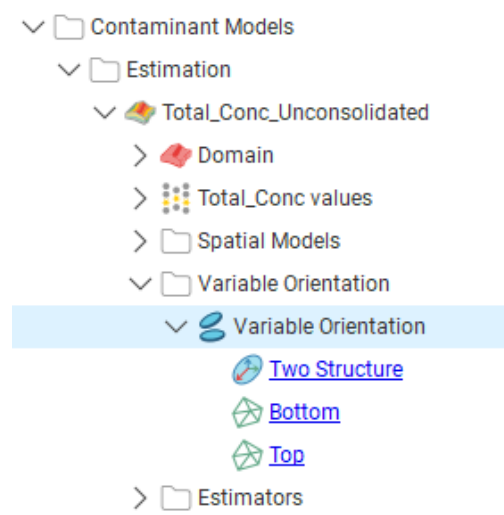 Contaminant Models
Estimation
Total_Conc_Unconsolidated
Domain
Total_Conc values
Spatial Models
Variable Orientation
Variable Orientation
Two Structure
Bottom
Top
Estimators